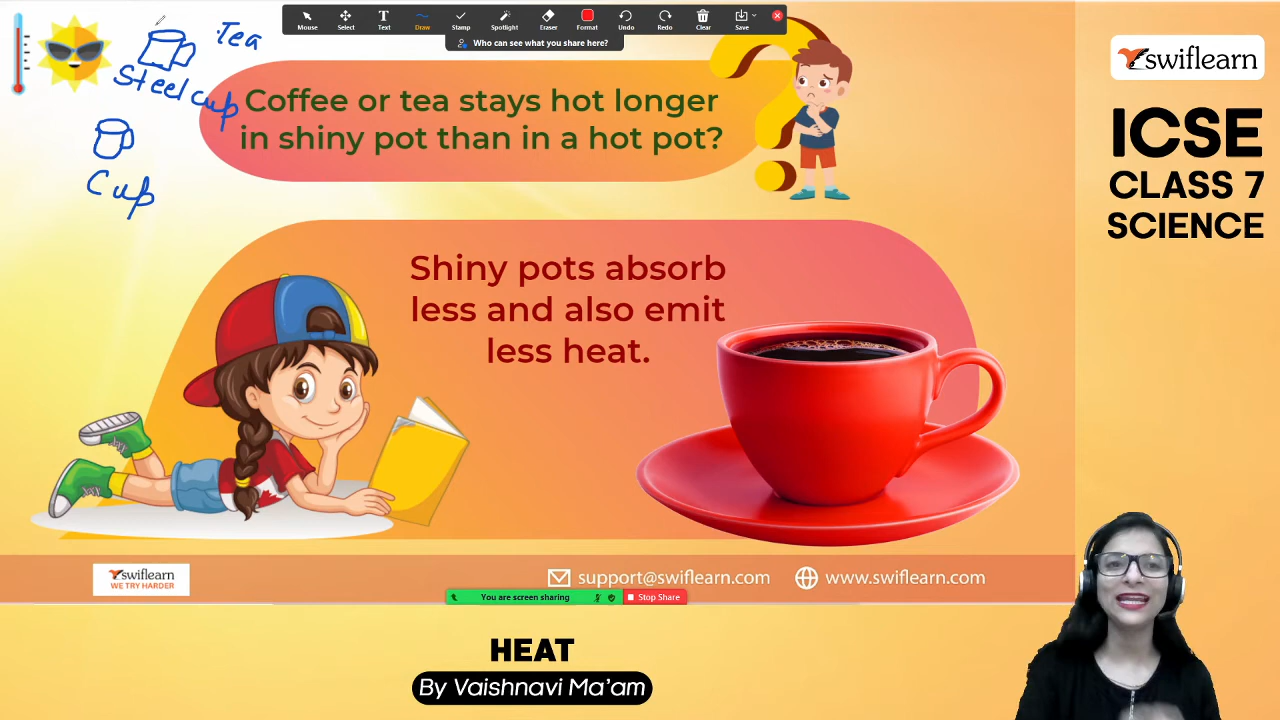 Mouse
Select
Text
Draw
Stamp
Spotlight
Eraser
Format
Undo
Redo
Clear
Save
Who can see what you share here?
Tea
Steel cup
Cup
Coffee or tea stays hot longer
in shiny pot than in a hot pot?
Shiny pots absorb
less and also emit
less heat.
swiflearn
ICSE
CLASS 7
SCIENCE
swiflearn
WE TRY HARDER
support@swiflearn.com
www.swiflearn.com
You are screen sharing
Stop Share
HEAT
By Vaishnavi Ma'am